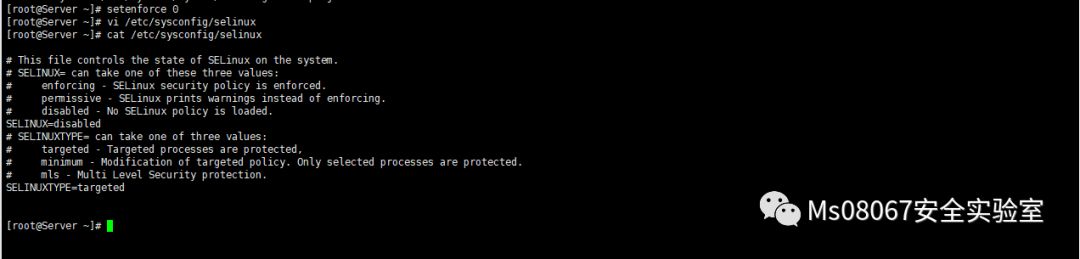 [root@Server ~]# setenforce 0
[root@Server ~]# vi /etc/sysconfig/selinux
[root@Server ~]# cat /etc/sysconfig/selinux
# This file controls the state of SELinux on the system.
# SELINUX= can take one of these three values:
#     enforcing - SELinux security policy is enforced.
#     permissive - SELinux prints warnings instead of enforcing.
#     disabled - No SELinux policy is loaded.
SELINUX=disabled
# SELINUXTYPE= can take one of three values:
#     targeted - Targeted processes are protected,
#     minimum - Modification of targeted policy. Only selected processes are protected.
#     mls - Multi Level Security protection.
SELINUXTYPE=targeted
[root@Server ~]#
Ms08067安全实验室